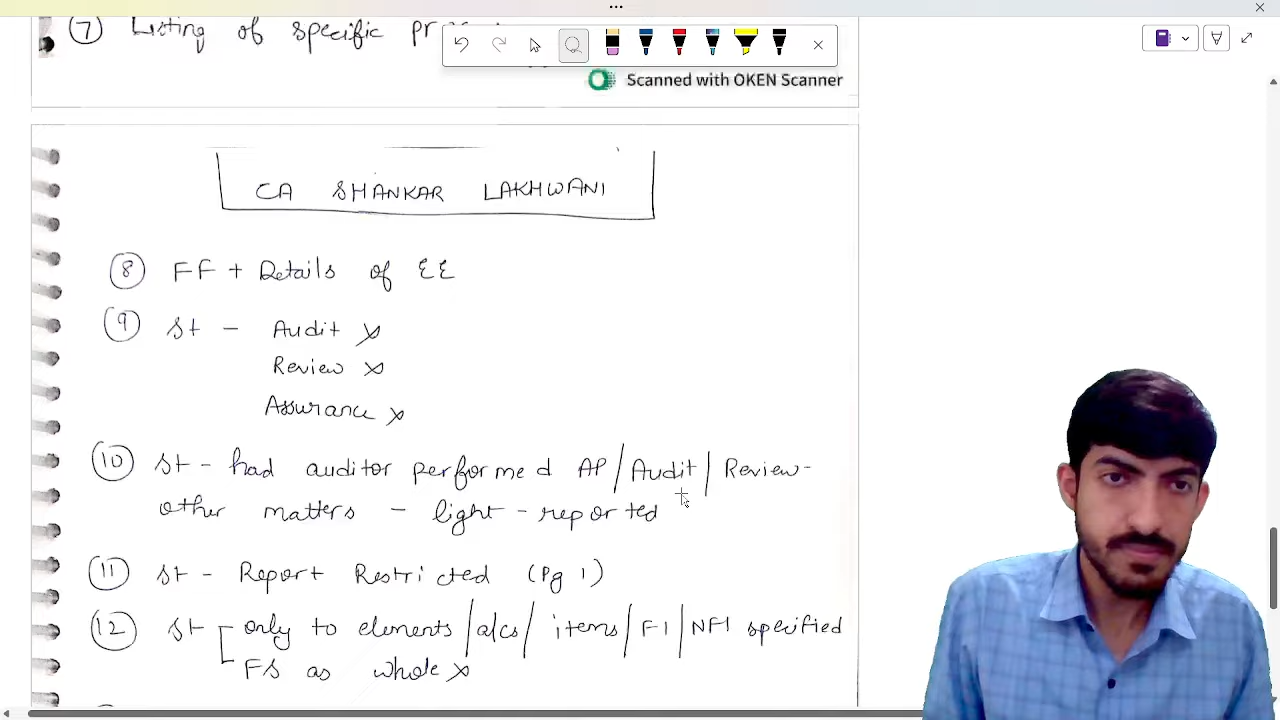 ⑦ Listing of specific
Scanned with OKEN Scanner
CA SHANKAR LAKHWANI
⑧ FF + Details of EE
⑨ St - Audit ✗
Review ✗
Assurance ✗
⑩ St - had auditor performed AP / Audit / Review -
other matters - light - reported
⑪ St - Report Restricted (Pg 1)
⑫ St only to elements / a/cs / items / FI / NFI specified
FS as whole ✗